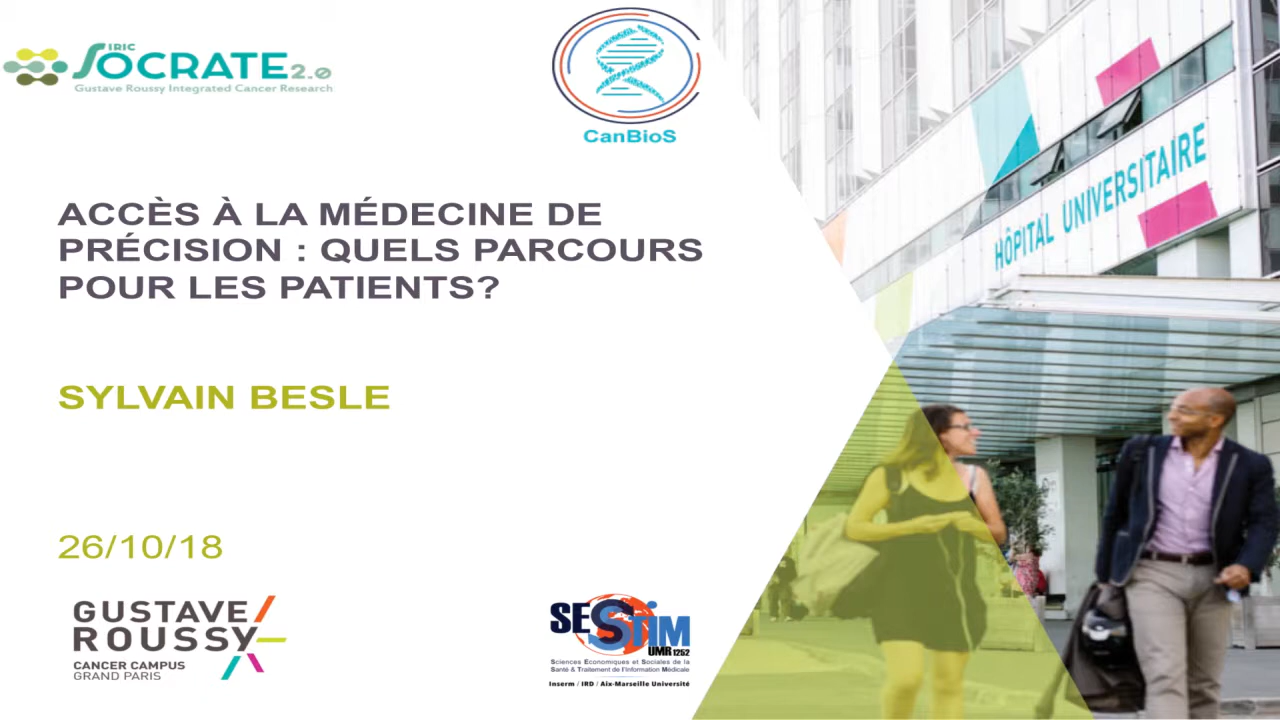 SIRIC
SOCRATE 2.0
Gustave Roussy Integrated Cancer Research
CanBioS
HÔPITAL UNIVERSITAIRE
ACCÈS À LA MÉDECINE DE
PRÉCISION : QUELS PARCOURS
POUR LES PATIENTS?
SYLVAIN BESLE
26/10/18
GUSTAVE
ROUSSY
CANCER CAMPUS
GRAND PARIS
SESSTIM
UMR 1252
Sciences Économiques et Sociales de la
Santé & Traitement de l'Information Médicale
Inserm / IRD / Aix-Marseille Université